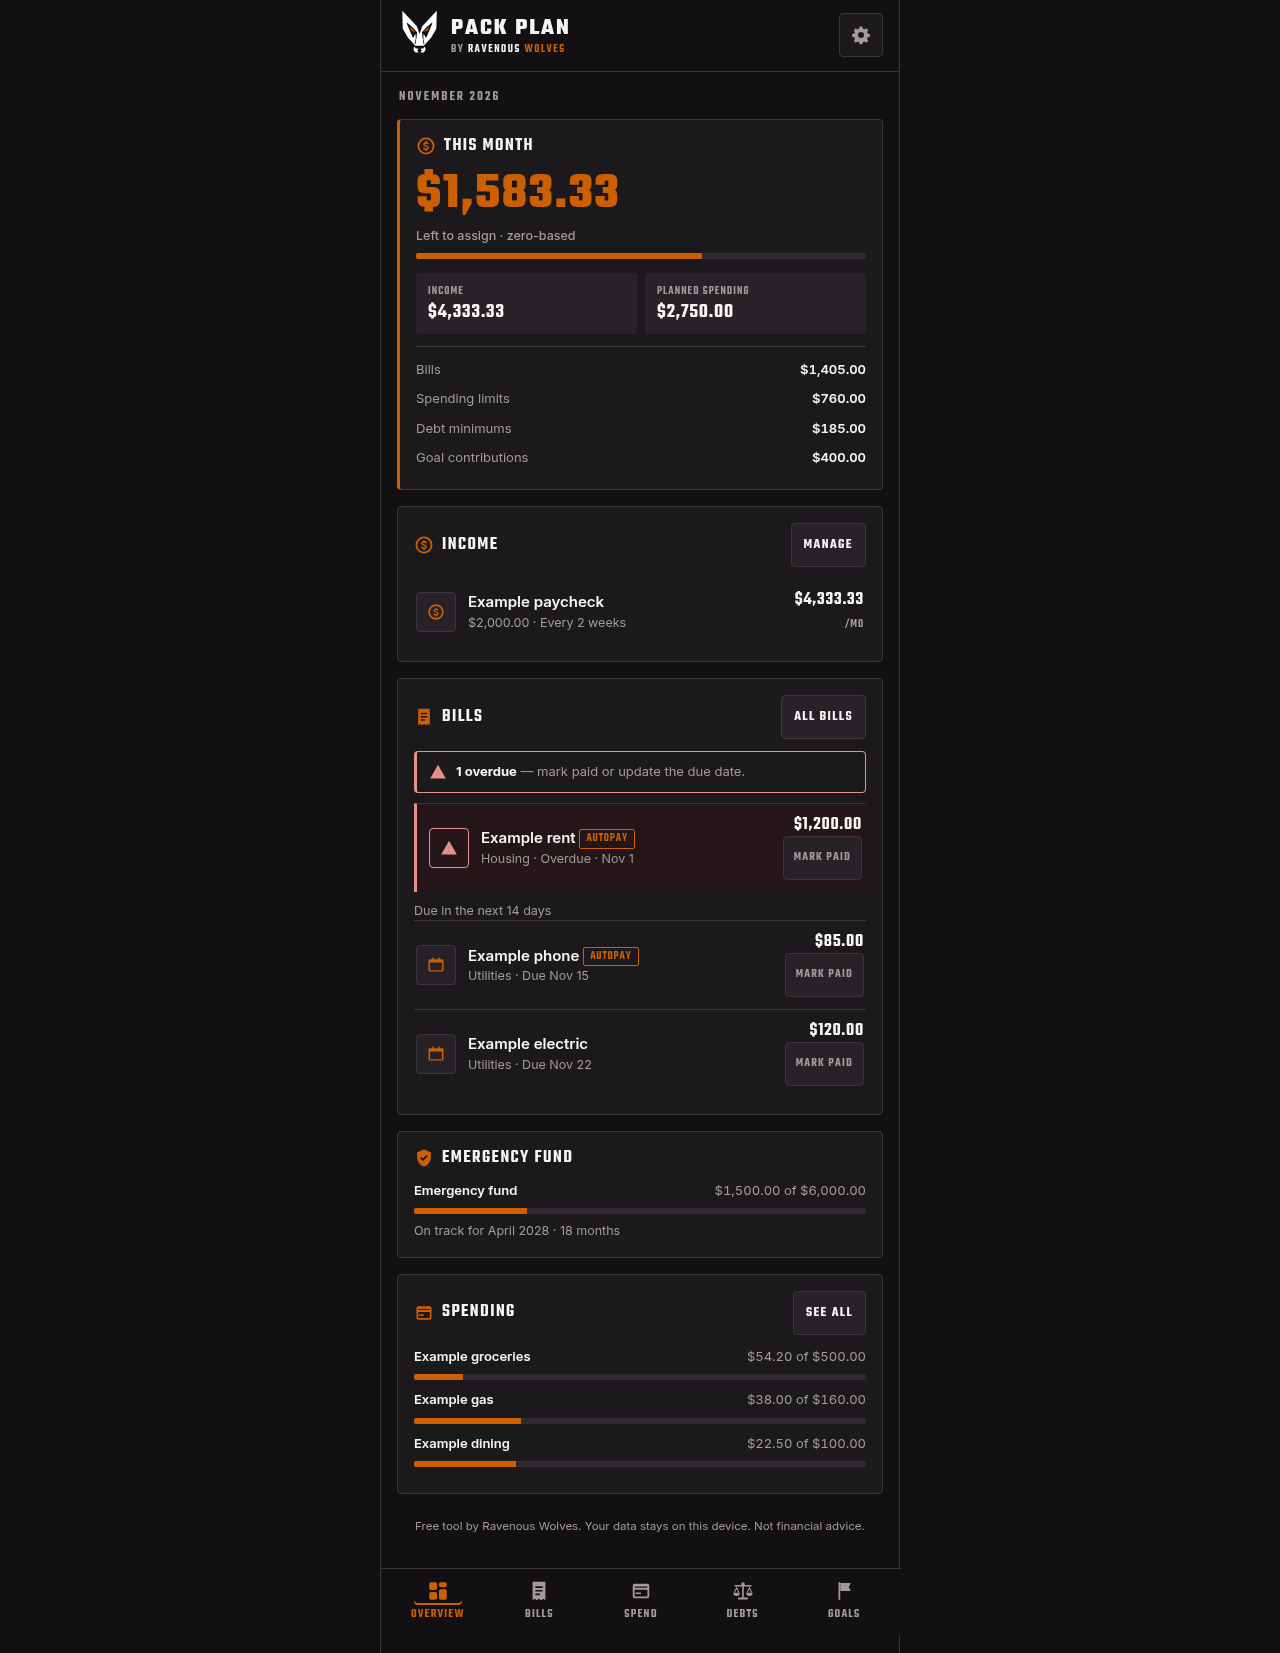 PACK PLAN
BY RAVENOUS WOLVES
NOVEMBER 2026
THIS MONTH
$1,583.33
Left to assign · zero-based
INCOME
$4,333.33
PLANNED SPENDING
$2,750.00
Bills $1,405.00
Spending limits $760.00
Debt minimums $185.00
Goal contributions $400.00
INCOME
MANAGE
Example paycheck
$2,000.00 · Every 2 weeks
$4,333.33
/MO
BILLS
ALL BILLS
1 overdue — mark paid or update the due date.
Example rent AUTOPAY
Housing · Overdue · Nov 1
$1,200.00
MARK PAID
Due in the next 14 days
Example phone AUTOPAY
Utilities · Due Nov 15
$85.00
MARK PAID
Example electric
Utilities · Due Nov 22
$120.00
MARK PAID
EMERGENCY FUND
Emergency fund $1,500.00 of $6,000.00
On track for April 2028 · 18 months
SPENDING
SEE ALL
Example groceries $54.20 of $500.00
Example gas $38.00 of $160.00
Example dining $22.50 of $100.00
Free tool by Ravenous Wolves. Your data stays on this device. Not financial advice.
OVERVIEW
BILLS
SPEND
DEBTS
GOALS